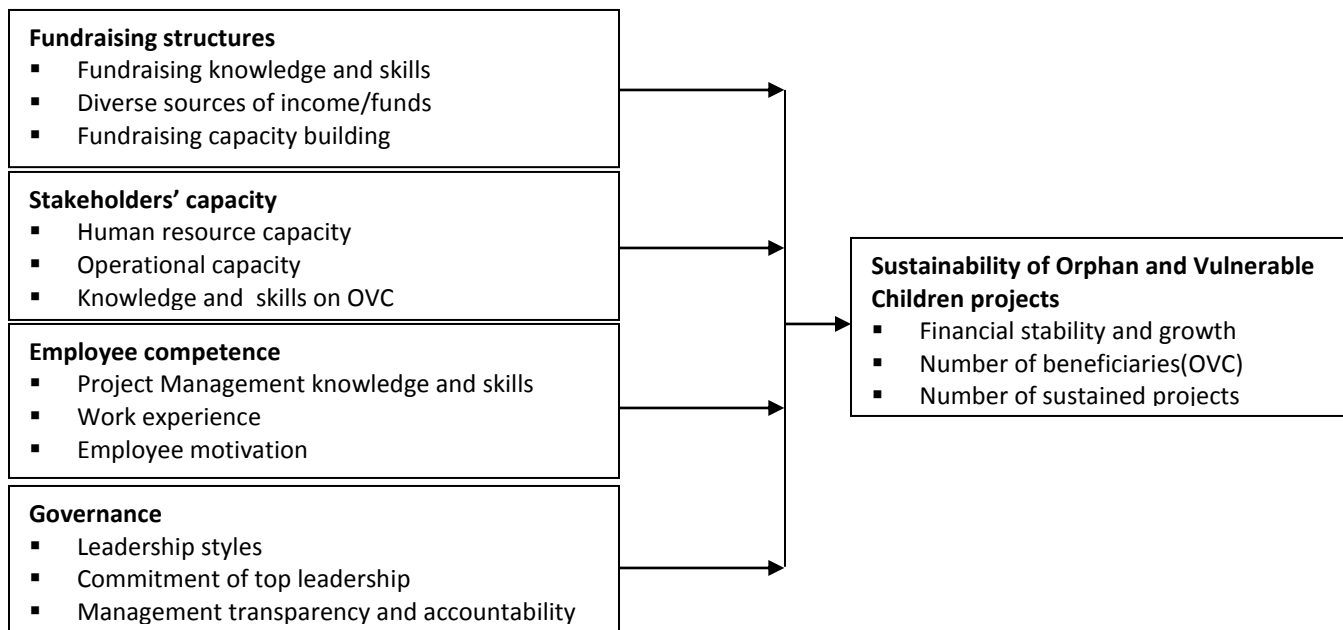 Fundraising structures
▪ Fundraising knowledge and skills
▪ Diverse sources of income/funds
▪ Fundraising capacity building
Stakeholders’ capacity
▪ Human resource capacity
▪ Operational capacity
▪ Knowledge and  skills on OVC
Employee competence
▪ Project Management knowledge and skills
▪ Work experience
▪ Employee motivation
Governance
▪ Leadership styles
▪ Commitment of top leadership
▪ Management transparency and accountability
Sustainability of Orphan and Vulnerable
Children projects
▪ Financial stability and growth
▪ Number of beneficiaries(OVC)
▪ Number of sustained projects